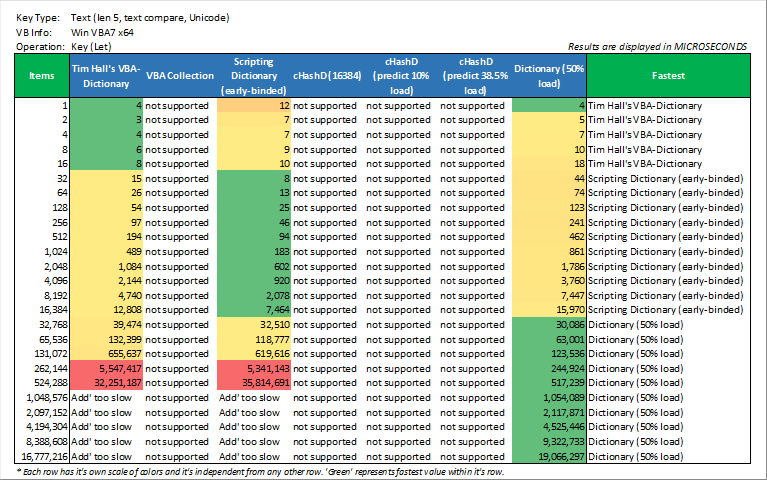 Key Type: Text (len 5, text compare, Unicode)
VB Info: Win VBA7 x64
Operation: Key (Let) Results are displayed in MICROSECONDS
Items Tim Hall's VBA-Dictionary VBA Collection Scripting Dictionary (early-binded) cHashD (16384) cHashD (predict 10% load) cHashD (predict 38.5% load) Dictionary (50% load) Fastest
1 4 not supported 12 not supported not supported not supported 4 Tim Hall's VBA-Dictionary
2 3 not supported 7 not supported not supported not supported 5 Tim Hall's VBA-Dictionary
4 4 not supported 7 not supported not supported not supported 7 Tim Hall's VBA-Dictionary
8 6 not supported 9 not supported not supported not supported 10 Tim Hall's VBA-Dictionary
16 8 not supported 10 not supported not supported not supported 18 Tim Hall's VBA-Dictionary
32 15 not supported 8 not supported not supported not supported 44 Scripting Dictionary (early-binded)
64 26 not supported 13 not supported not supported not supported 74 Scripting Dictionary (early-binded)
128 54 not supported 25 not supported not supported not supported 123 Scripting Dictionary (early-binded)
256 97 not supported 46 not supported not supported not supported 241 Scripting Dictionary (early-binded)
512 194 not supported 94 not supported not supported not supported 462 Scripting Dictionary (early-binded)
1,024 489 not supported 183 not supported not supported not supported 861 Scripting Dictionary (early-binded)
2,048 1,084 not supported 602 not supported not supported not supported 1,786 Scripting Dictionary (early-binded)
4,096 2,144 not supported 920 not supported not supported not supported 3,760 Scripting Dictionary (early-binded)
8,192 4,740 not supported 2,078 not supported not supported not supported 7,447 Scripting Dictionary (early-binded)
16,384 12,808 not supported 7,464 not supported not supported not supported 15,970 Scripting Dictionary (early-binded)
32,768 39,474 not supported 32,510 not supported not supported not supported 30,086 Dictionary (50% load)
65,536 132,399 not supported 118,777 not supported not supported not supported 63,001 Dictionary (50% load)
131,072 655,637 not supported 619,616 not supported not supported not supported 123,536 Dictionary (50% load)
262,144 5,547,417 not supported 5,341,143 not supported not supported not supported 244,924 Dictionary (50% load)
524,288 32,251,187 not supported 35,814,691 not supported not supported not supported 517,239 Dictionary (50% load)
1,048,576 Add' too slow not supported Add' too slow not supported not supported not supported 1,054,089 Dictionary (50% load)
2,097,152 Add' too slow not supported Add' too slow not supported not supported not supported 2,117,871 Dictionary (50% load)
4,194,304 Add' too slow not supported Add' too slow not supported not supported not supported 4,525,446 Dictionary (50% load)
8,388,608 Add' too slow not supported Add' too slow not supported not supported not supported 9,322,733 Dictionary (50% load)
16,777,216 Add' too slow not supported Add' too slow not supported not supported not supported 19,066,297 Dictionary (50% load)
* Each row has it's own scale of colors and it's independent from any other row. 'Green' represents fastest value within it's row.